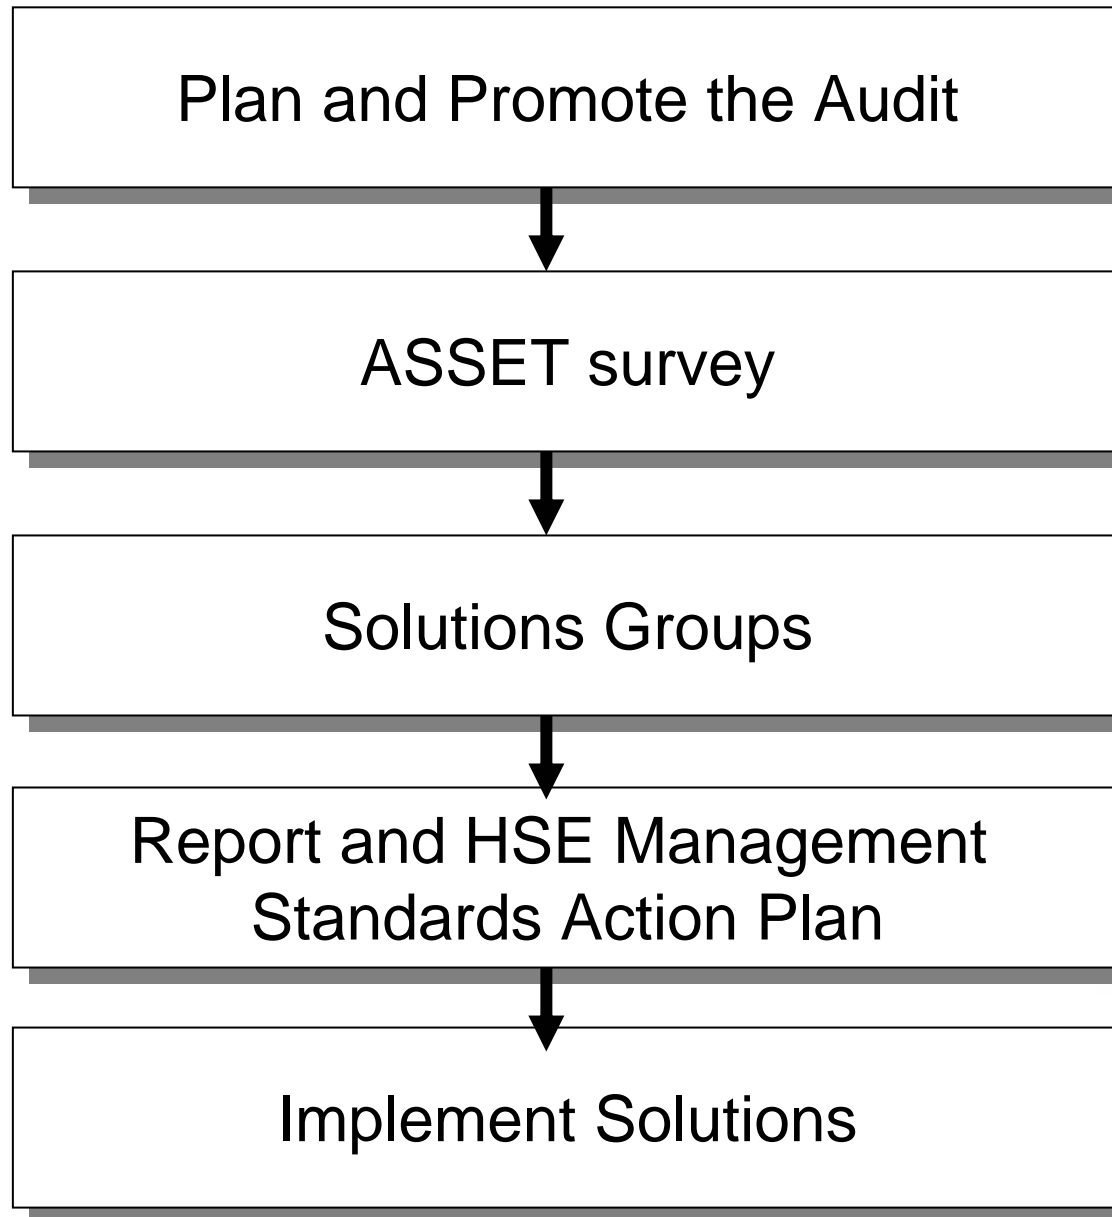 Plan and Promote the Audit
ASSET survey
Solutions Groups
Report and HSE Management
Standards Action Plan
Implement Solutions